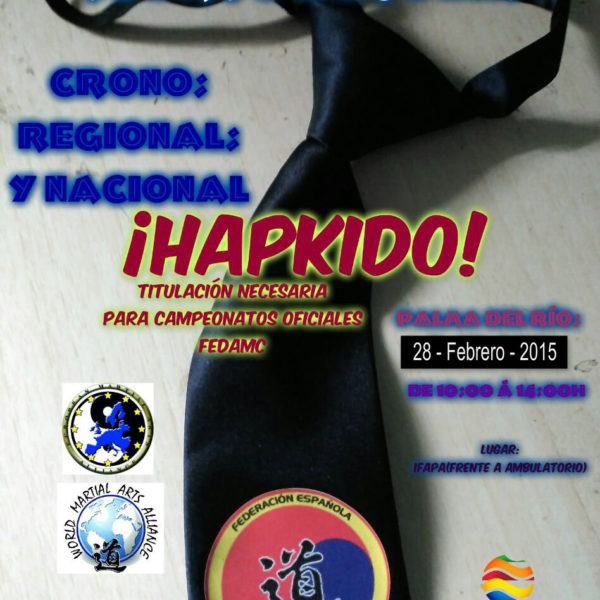 CRONO:
REGIONAL:
Y NACIONAL
¡HAPKIDO!
TITULACIÓN NECESARIA
PARA CAMPEONATOS OFICIALES
FEDAMC
PALMA DEL RÍO:
28 - Febrero - 2015
DE 10:00 Á 14:00H
LUGAR:
IFAPA(FRENTE A AMBULATORIO)
WORLD MARTIAL ARTS ALLIANCE
道
FEDERACIÓN ESPAÑOLA
道